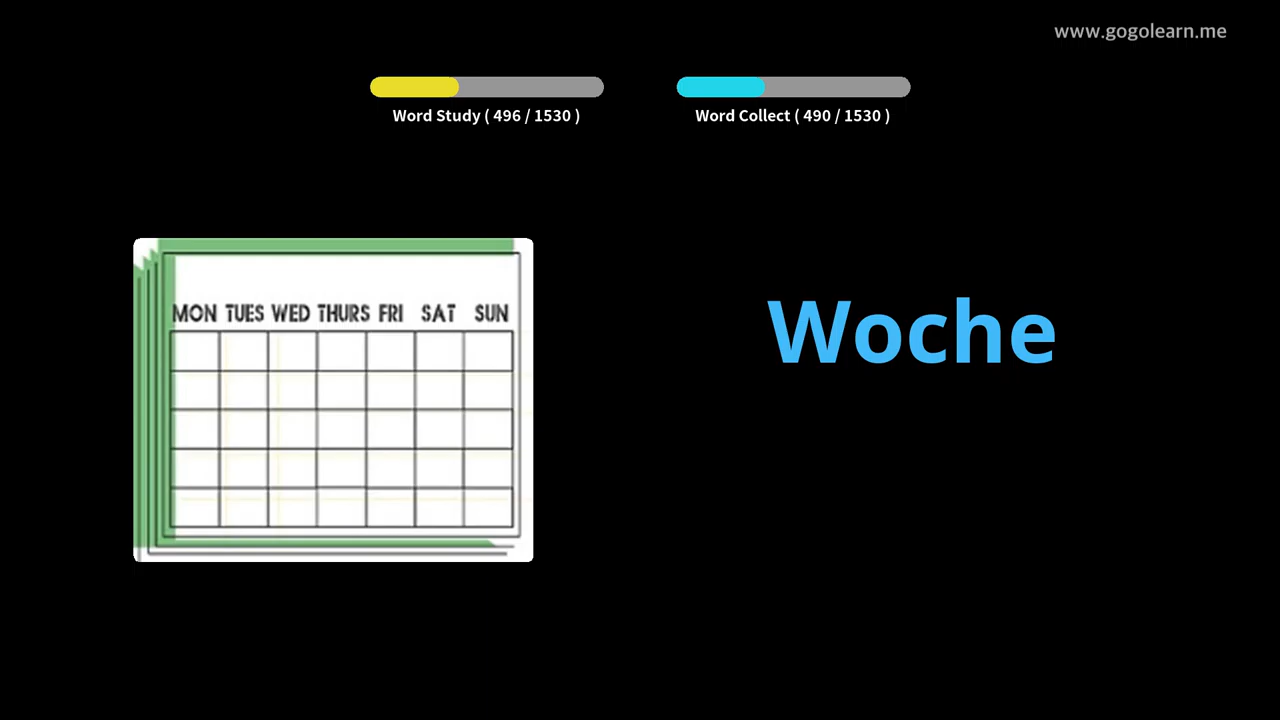 www.gogolearn.me
Word Study ( 496 / 1530 )
Word Collect ( 490 / 1530 )
MON TUES WED THURS FRI SAT SUN
Woche